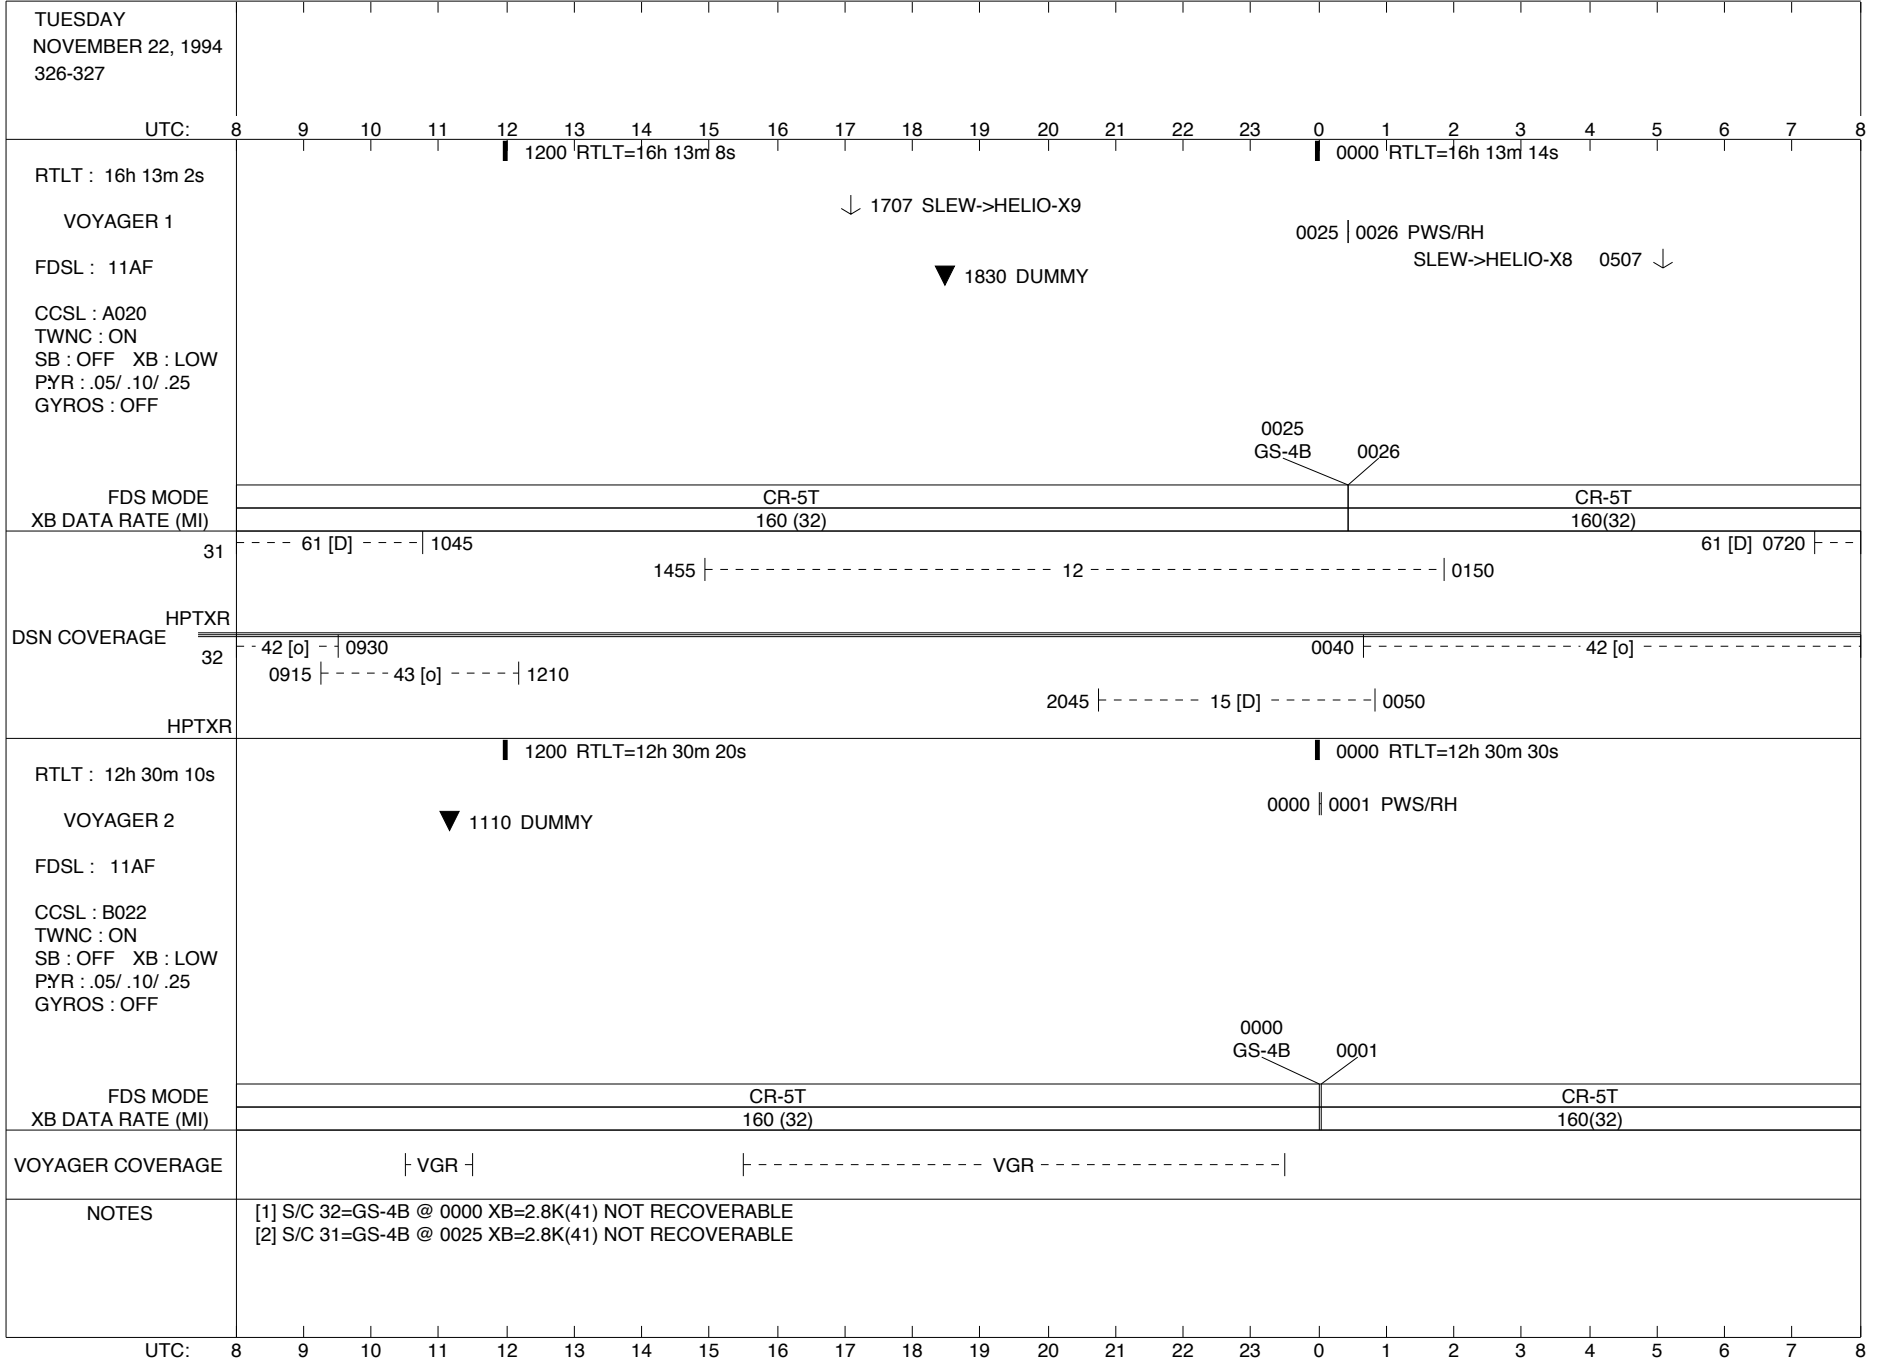 TUESDAY
NOVEMBER 22, 1994
326-327
UTC: 8 9 10 11 12 13 14 15 16 17 18 19 20 21 22 23 0 1 2 3 4 5 6 7 8
1200 RTLT=16h 13m 8s 0000 RTLT=16h 13m 14s
RTLT : 16h 13m 2s
1707 SLEW->HELIO-X9
VOYAGER 1
0025 0026 PWS/RH
SLEW->HELIO-X8 0507
FDSL : 11AF
1830 DUMMY
CCSL : A020
TWNC : ON
SB : OFF XB : LOW
P:YR : .05/ .10/ .25
GYROS : OFF
0025
GS-4B 0026
FDS MODE CR-5T CR-5T
XB DATA RATE (MI) 160 (32) 160(32)
31 61 [D] 1045 61 [D] 0720
1455 12 0150
HPTXR
DSN COVERAGE
32 42 [o] 0930 0040 42 [o]
0915 43 [o] 1210
2045 15 [D] 0050
HPTXR
1200 RTLT=12h 30m 20s 0000 RTLT=12h 30m 30s
RTLT : 12h 30m 10s
0000 0001 PWS/RH
VOYAGER 2
1110 DUMMY
FDSL : 11AF
CCSL : B022
TWNC : ON
SB : OFF XB : LOW
P:YR : .05/ .10/ .25
GYROS : OFF
0000
GS-4B 0001
FDS MODE CR-5T CR-5T
XB DATA RATE (MI) 160 (32) 160(32)
VOYAGER COVERAGE VGR VGR
NOTES
[1] S/C 32=GS-4B @ 0000 XB=2.8K(41) NOT RECOVERABLE
[2] S/C 31=GS-4B @ 0025 XB=2.8K(41) NOT RECOVERABLE
UTC: 8 9 10 11 12 13 14 15 16 17 18 19 20 21 22 23 0 1 2 3 4 5 6 7 8